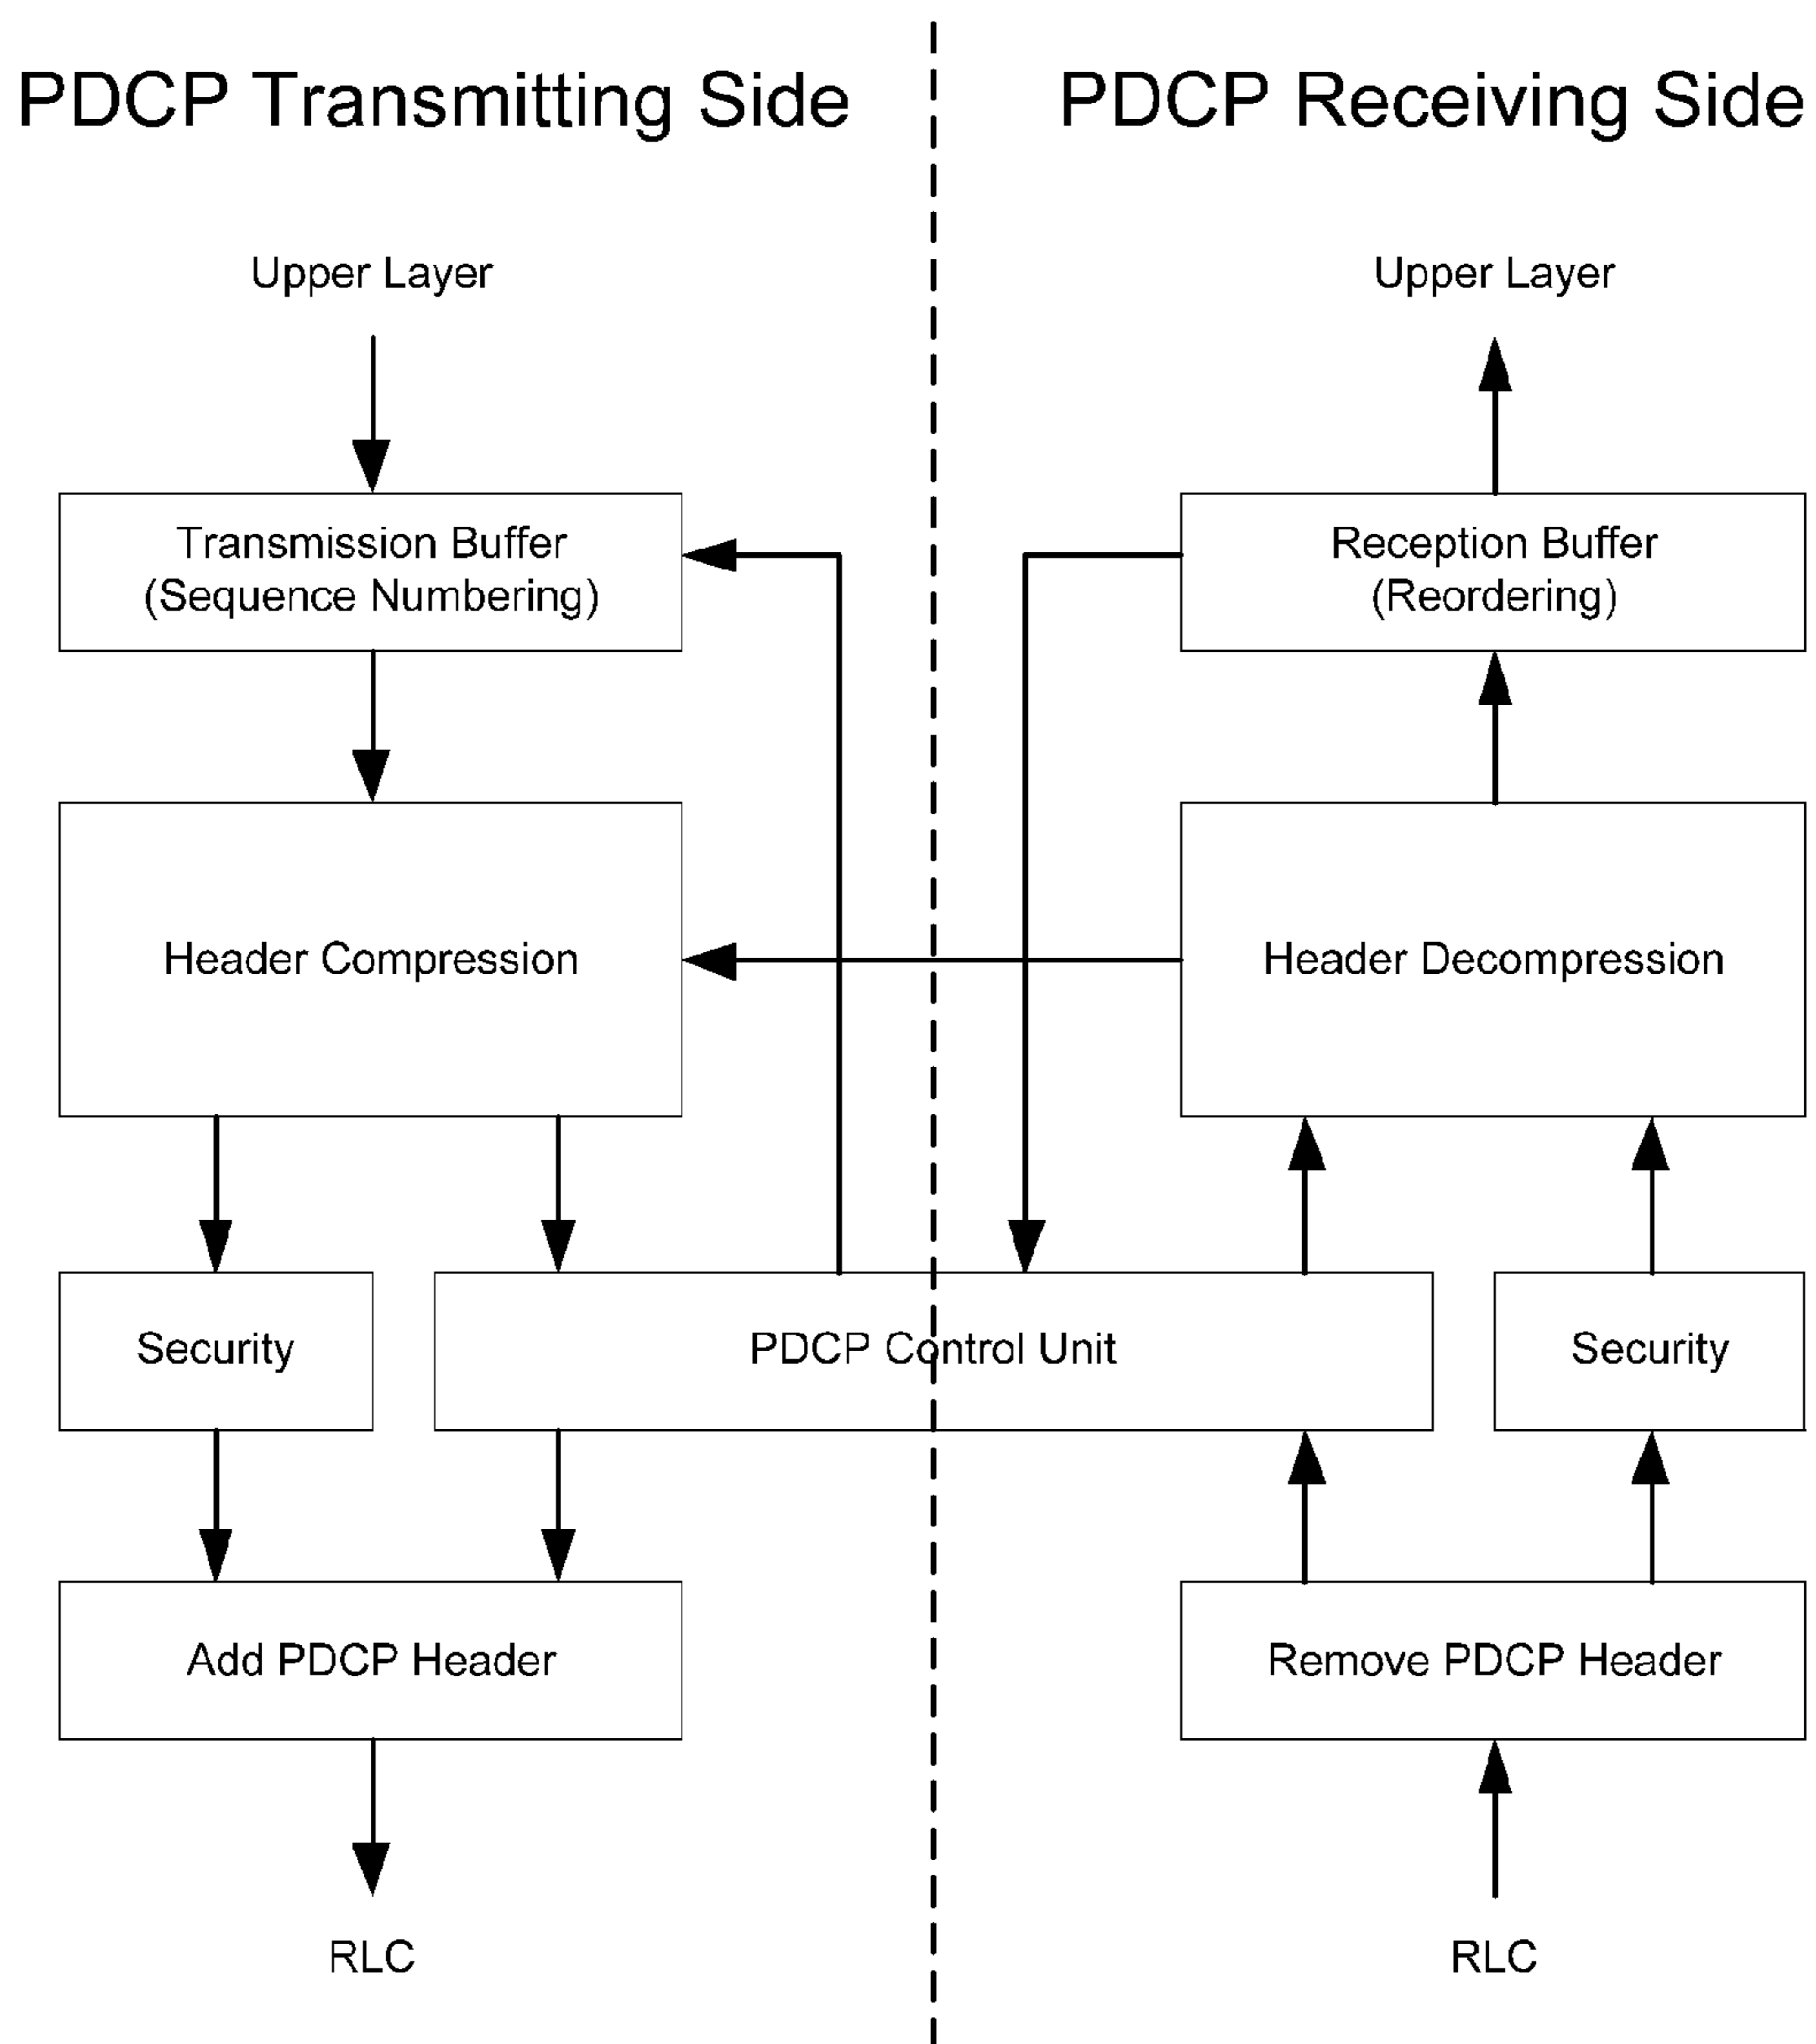 PDCP Transmitting Side
PDCP Receiving Side
Upper Layer
Upper Layer
Transmission Buffer
(Sequence Numbering)
Reception Buffer
(Reordering)
Header Compression
Header Decompression
Security
PDCP Control Unit
Security
Add PDCP Header
Remove PDCP Header
RLC
RLC